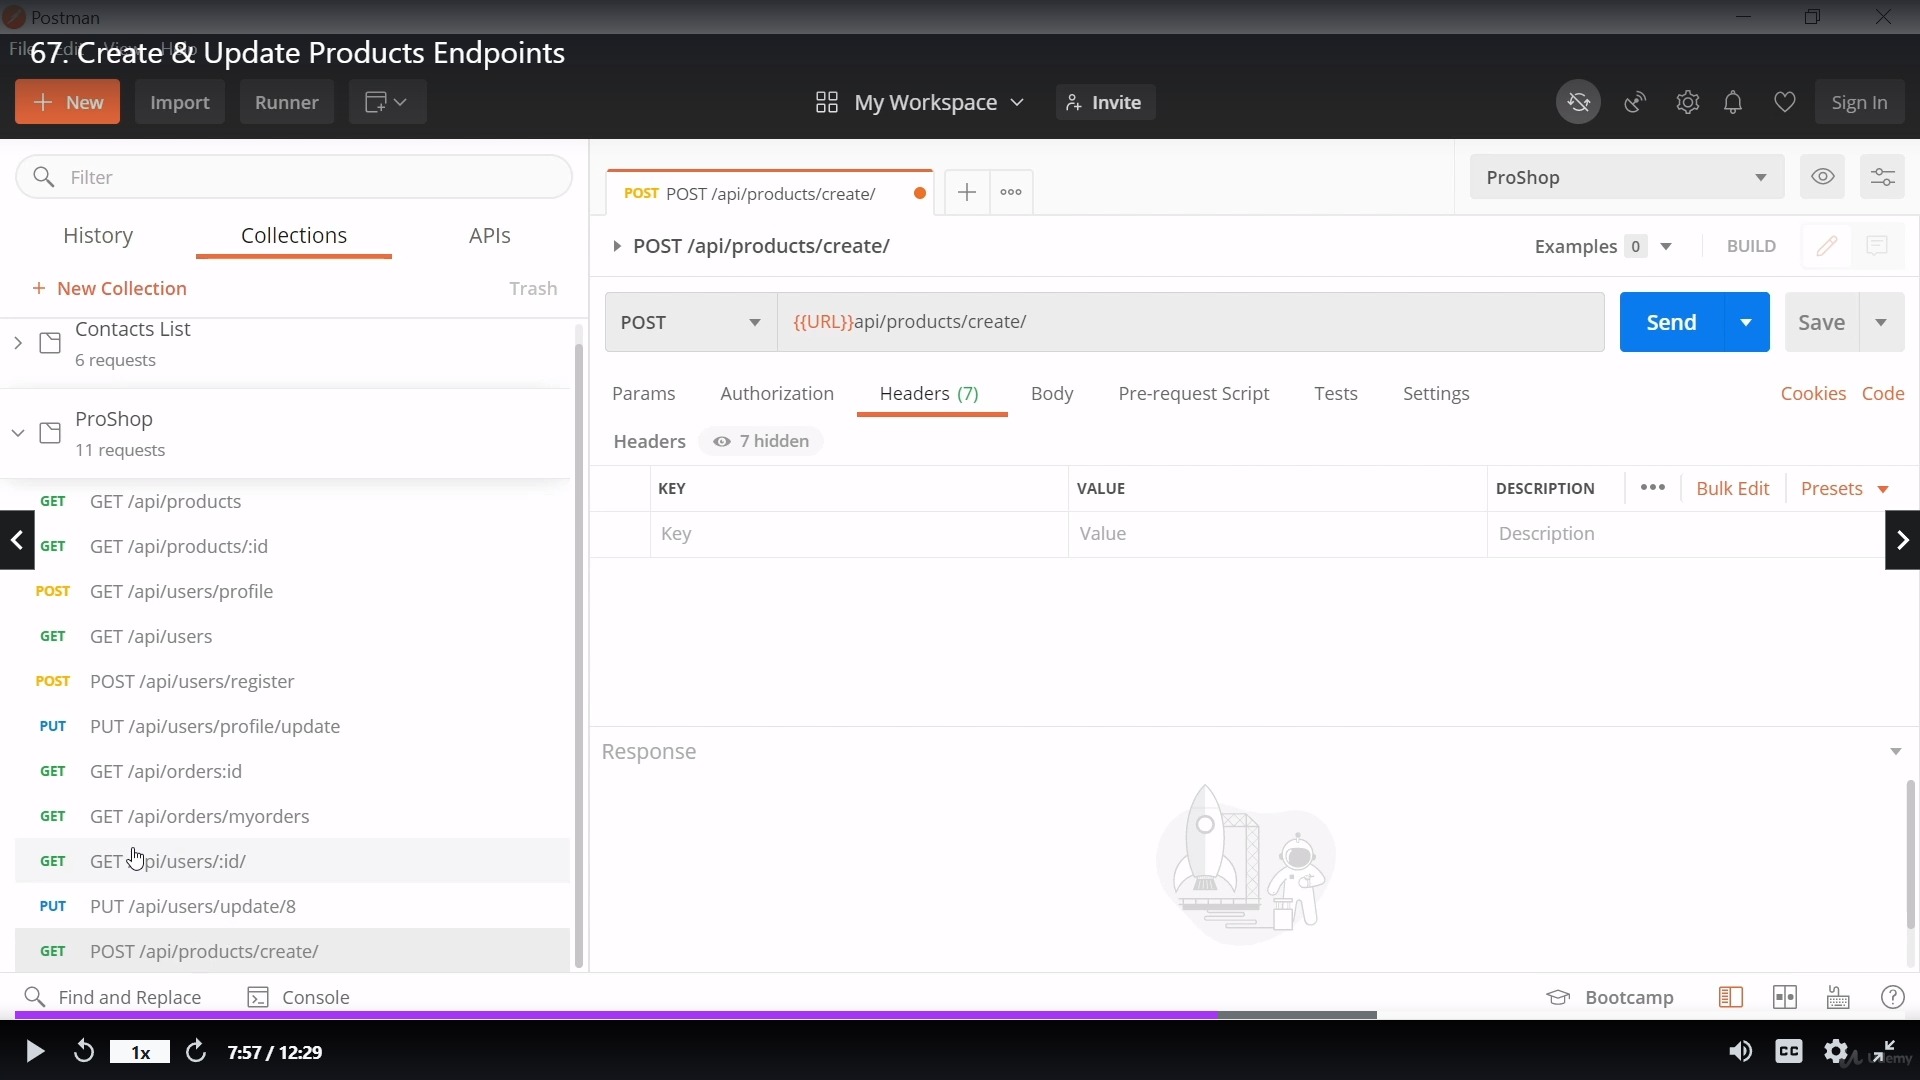 Postman
File Edit View Help
67. Create & Update Products Endpoints
+ New Import Runner My Workspace Invite Sign In
Filter
POST POST /api/products/create/ ProShop
History Collections APIs
POST /api/products/create/ Examples 0 BUILD
+ New Collection Trash
Contacts List
6 requests
POST {{URL}}api/products/create/ Send Save
Params Authorization Headers (7) Body Pre-request Script Tests Settings Cookies Code
ProShop
11 requests
Headers 7 hidden
KEY VALUE DESCRIPTION ••• Bulk Edit Presets
Key Value Description
GET GET /api/products
GET GET /api/products/:id
POST GET /api/users/profile
GET GET /api/users
POST POST /api/users/register
PUT PUT /api/users/profile/update
GET GET /api/orders:id
GET GET /api/orders/myorders
GET GET /api/users/:id/
PUT PUT /api/users/update/8
GET POST /api/products/create/
Response
Find and Replace Console Bootcamp
1x 7:57 / 12:29 CC
Udemy